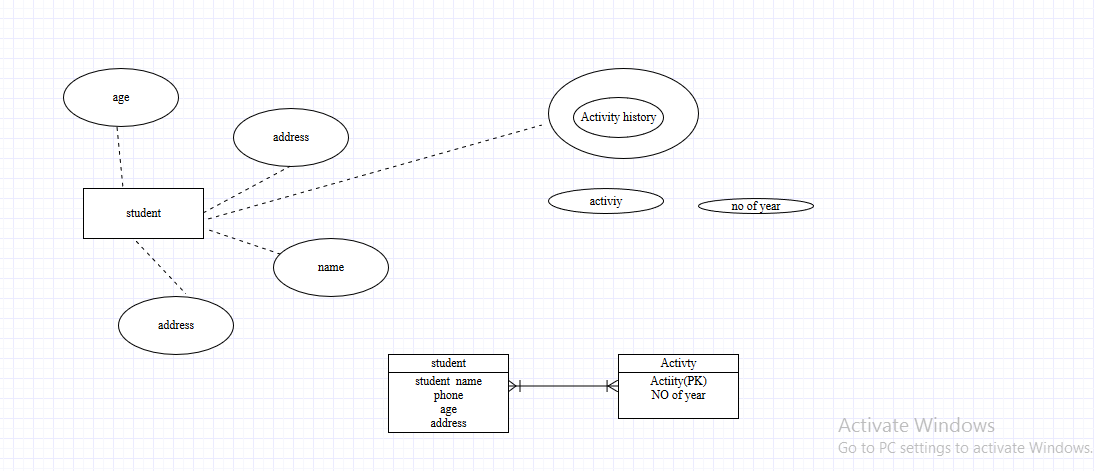 age
address
Activity history
activiy
no of year
student
name
address
student
student name
phone
age
address
Activty
Actiity(PK)
NO of year
Activate Windows
Go to PC settings to activate Windows.